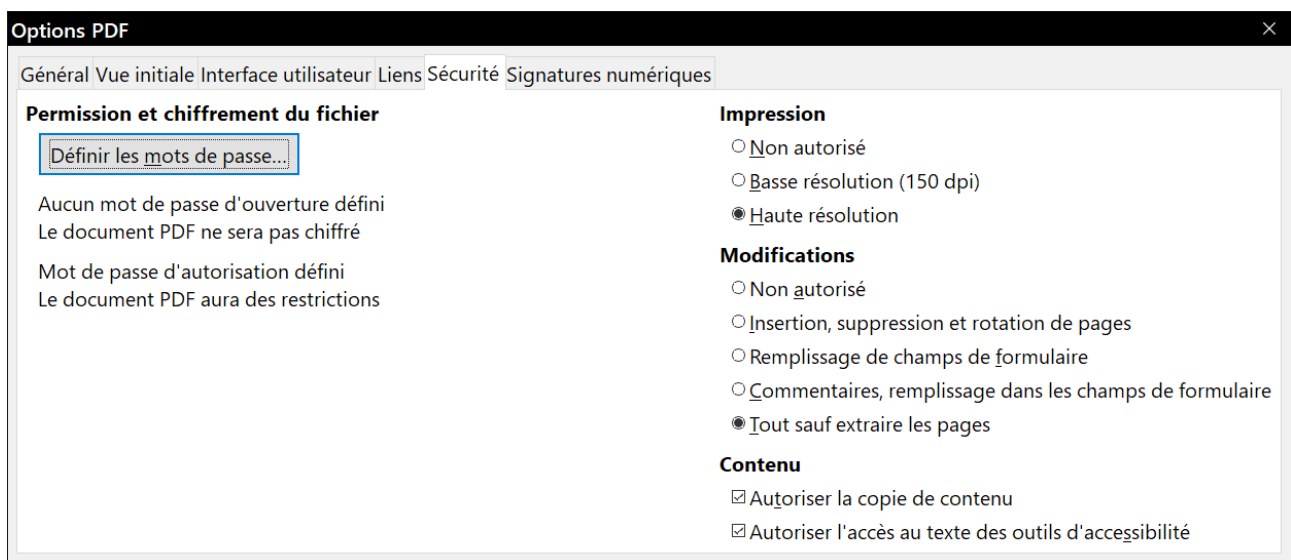 Options PDF
Général Vue initiale Interface utilisateur Liens Sécurité Signatures numériques
Permission et chiffrement du fichier
Définir les mots de passe...
Aucun mot de passe d'ouverture défini
Le document PDF ne sera pas chiffré
Mot de passe d'autorisation défini
Le document PDF aura des restrictions
Impression
Non autorisé
Basse résolution (150 dpi)
Haute résolution
Modifications
Non autorisé
Insertion, suppression et rotation de pages
Remplissage de champs de formulaire
Commentaires, remplissage dans les champs de formulaire
Tout sauf extraire les pages
Contenu
Autoriser la copie de contenu
Autoriser l'accès au texte des outils d'accessibilité